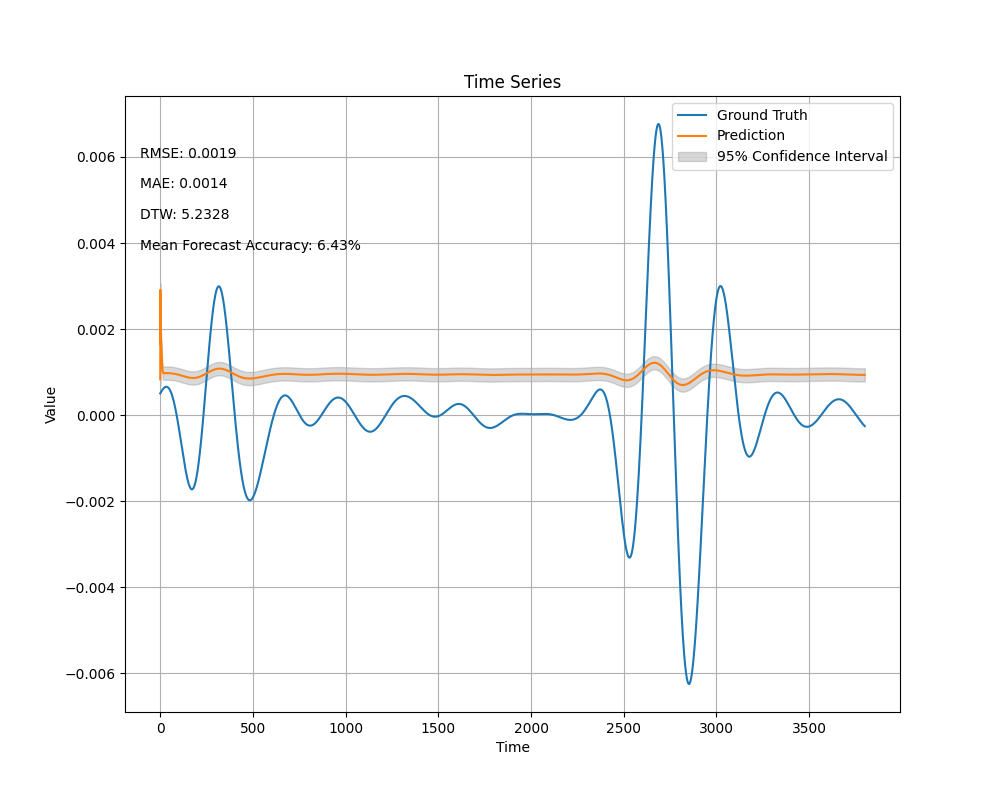 Time Series
Ground Truth
Prediction
95% Confidence Interval
RMSE: 0.0019
MAE: 0.0014
DTW: 5.2328
Mean Forecast Accuracy: 6.43%
Value
0.006
0.004
0.002
0.000
−0.002
−0.004
−0.006
0 500 1000 1500 2000 2500 3000 3500
Time